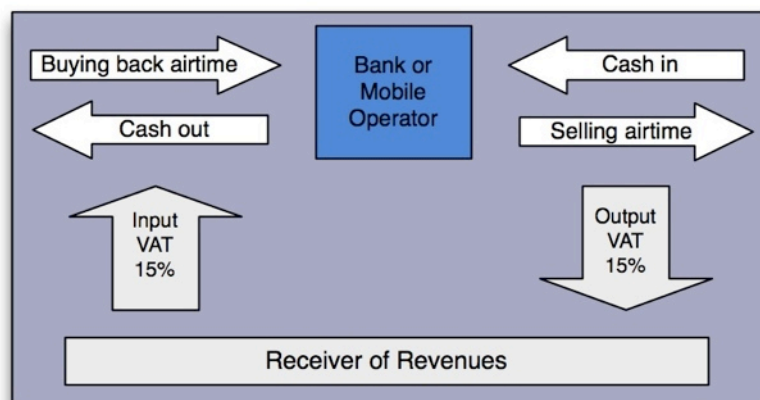 Buying back airtime
Cash out
Bank or
Mobile
Operator
Cash in
Selling airtime
Input
VAT
15%
Output
VAT
15%
Receiver of Revenues